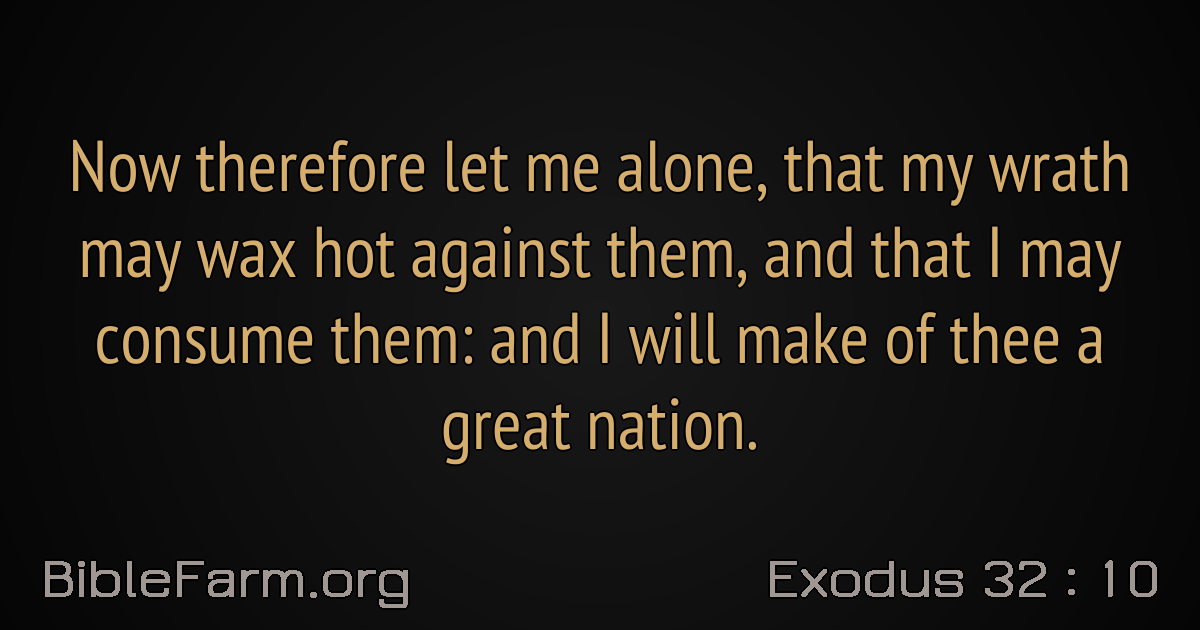 Now therefore let me alone, that my wrath
may wax hot against them, and that I may
consume them: and I will make of thee a
great nation.
BibleFarm.org
Exodus 32 : 10